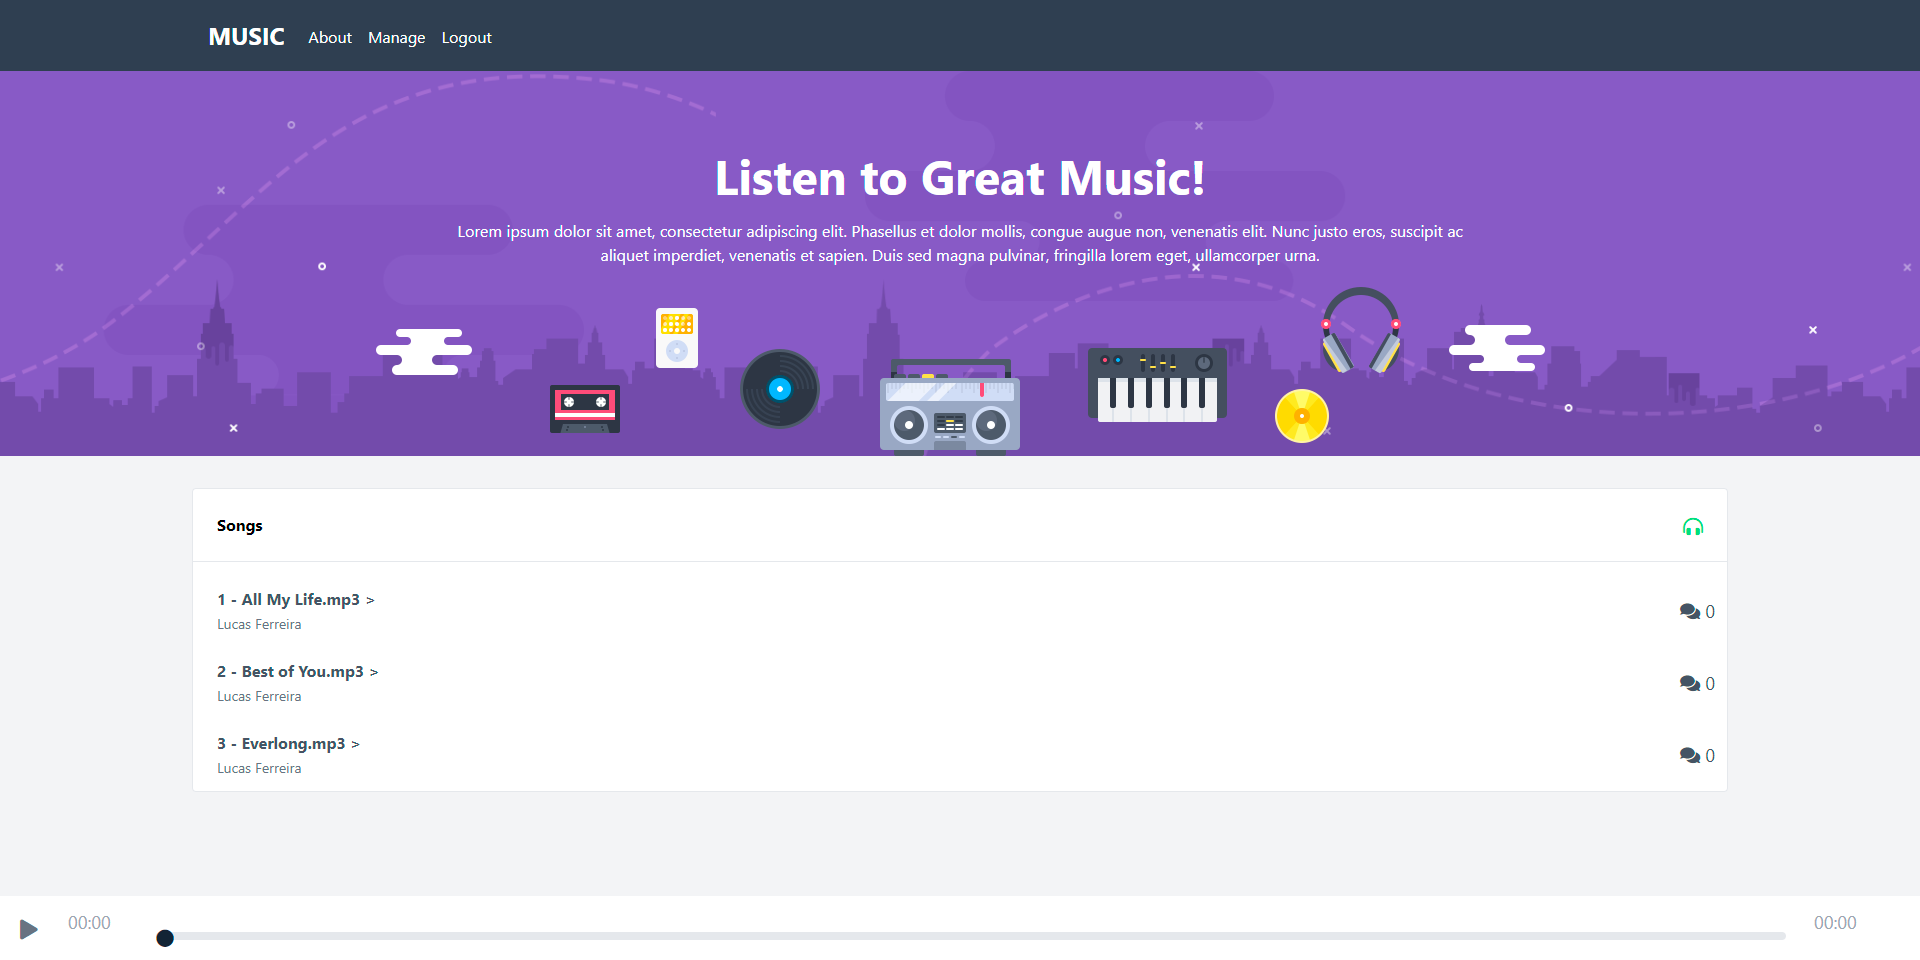 MUSIC About Manage Logout
Listen to Great Music!
Lorem ipsum dolor sit amet, consectetur adipiscing elit. Phasellus et dolor mollis, congue augue non, venenatis elit. Nunc justo eros, suscipit ac
aliquet imperdiet, venenatis et sapien. Duis sed magna pulvinar, fringilla lorem eget, ullamcorper urna.
Songs
1 - All My Life.mp3 >
Lucas Ferreira
0
2 - Best of You.mp3 >
Lucas Ferreira
0
3 - Everlong.mp3 >
Lucas Ferreira
0
00:00
00:00